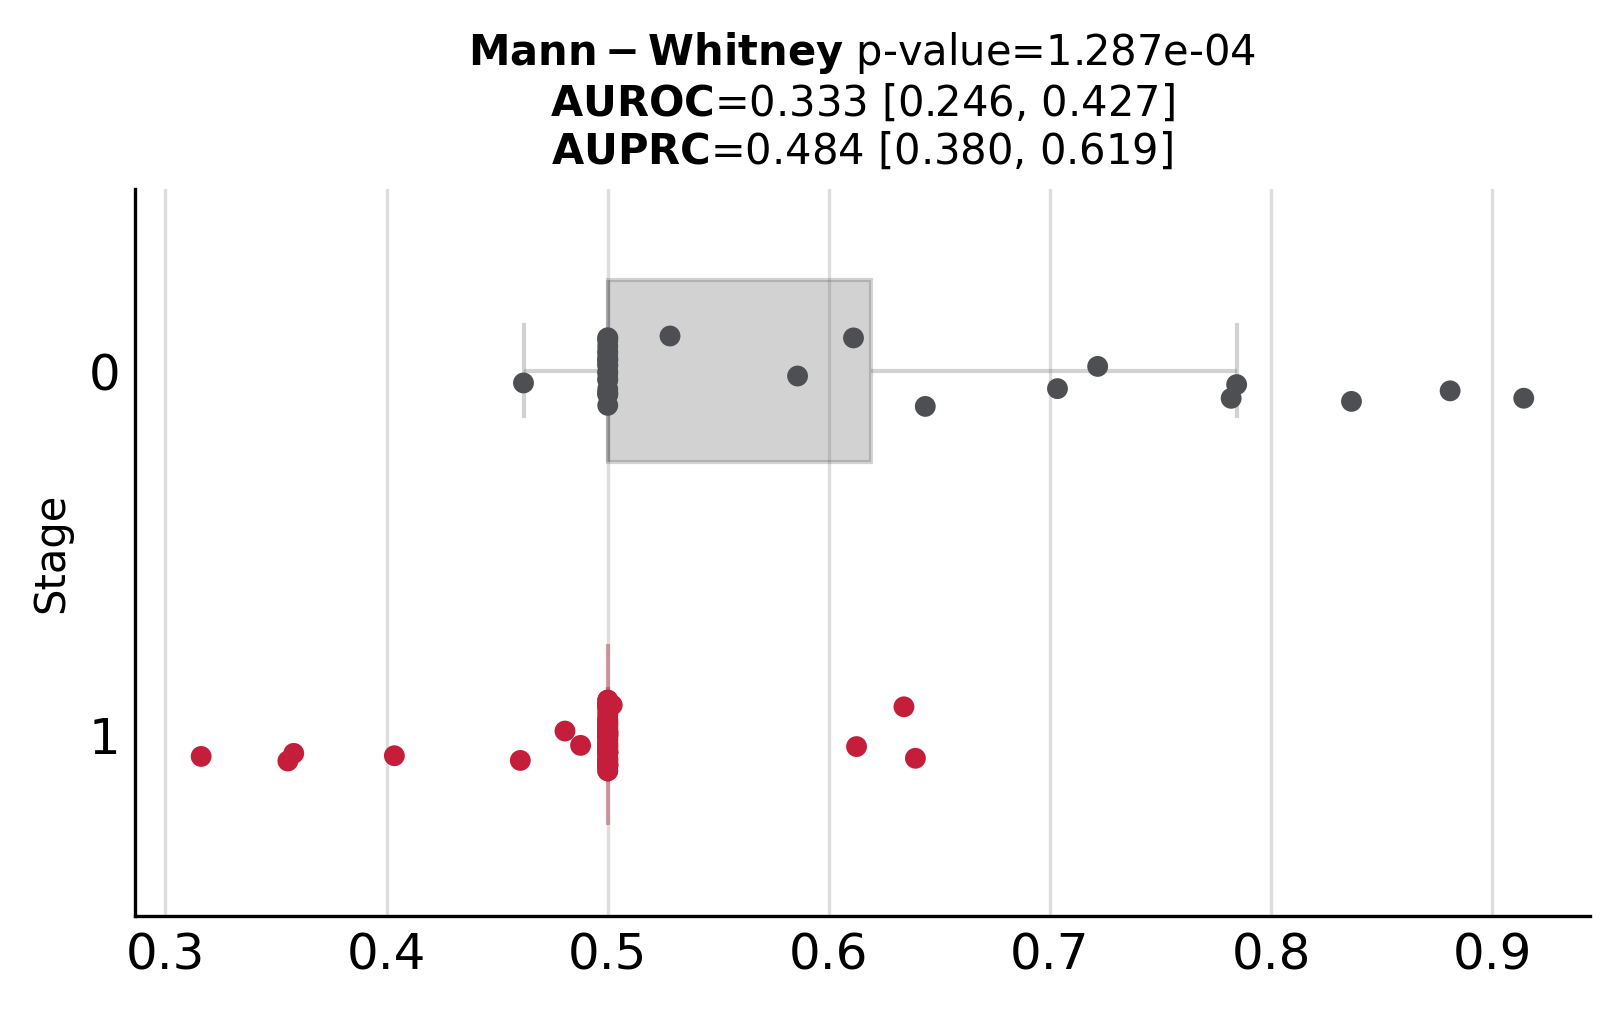 Mann−Whitney p-value=1.287e-04
AUROC=0.333 [0.246, 0.427]
AUPRC=0.484 [0.380, 0.619]
0
Stage
1
0.3 0.4 0.5 0.6 0.7 0.8 0.9